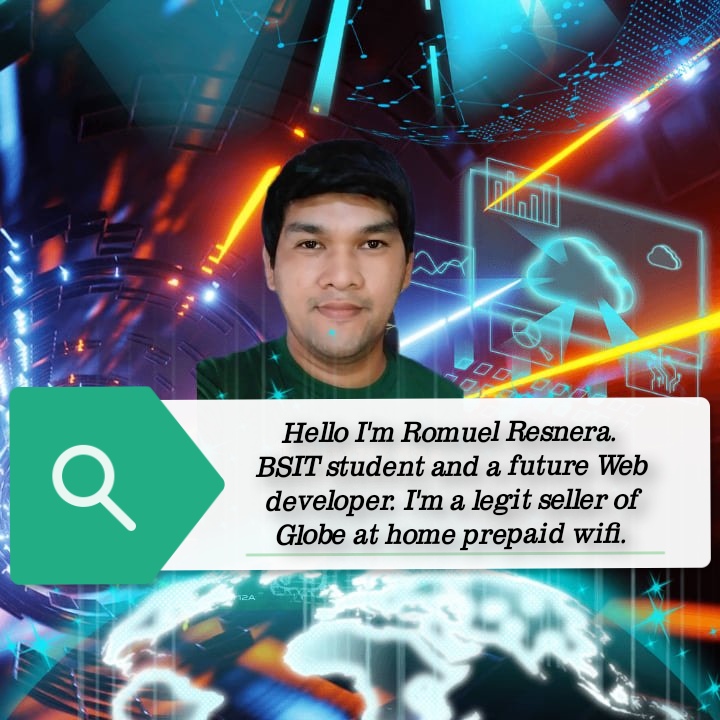 Hello I'm Romuel Resnera.
BSIT student and a future Web
developer. I'm a legit seller of
Globe at home prepaid wifi.